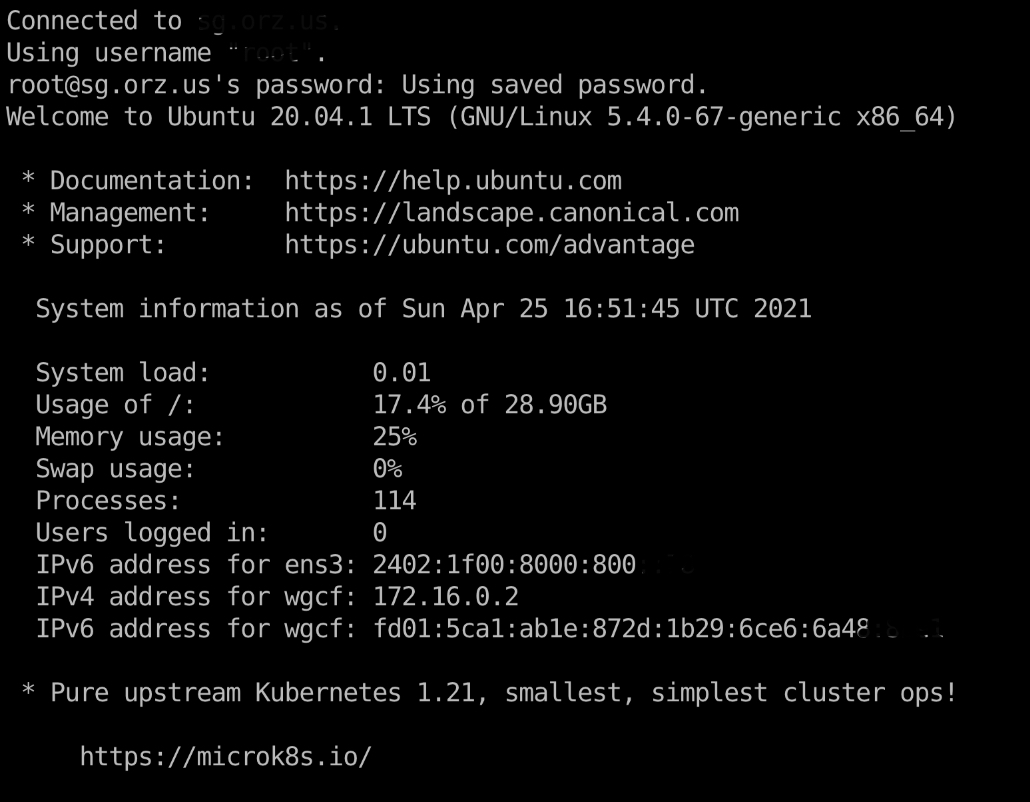 Connected to
Using username "root".
root@sg.orz.us's password: Using saved password.
Welcome to Ubuntu 20.04.1 LTS (GNU/Linux 5.4.0-67-generic x86_64)
* Documentation:  https://help.ubuntu.com
* Management:     https://landscape.canonical.com
* Support:        https://ubuntu.com/advantage
System information as of Sun Apr 25 16:51:45 UTC 2021
System load:           0.01
Usage of /:            17.4% of 28.90GB
Memory usage:          25%
Swap usage:            0%
Processes:             114
Users logged in:       0
IPv6 address for ens3: 2402:1f00:8000:800
IPv4 address for wgcf: 172.16.0.2
IPv6 address for wgcf: fd01:5ca1:ab1e:872d:1b29:6ce6:6a48
* Pure upstream Kubernetes 1.21, smallest, simplest cluster ops!
https://microk8s.io/